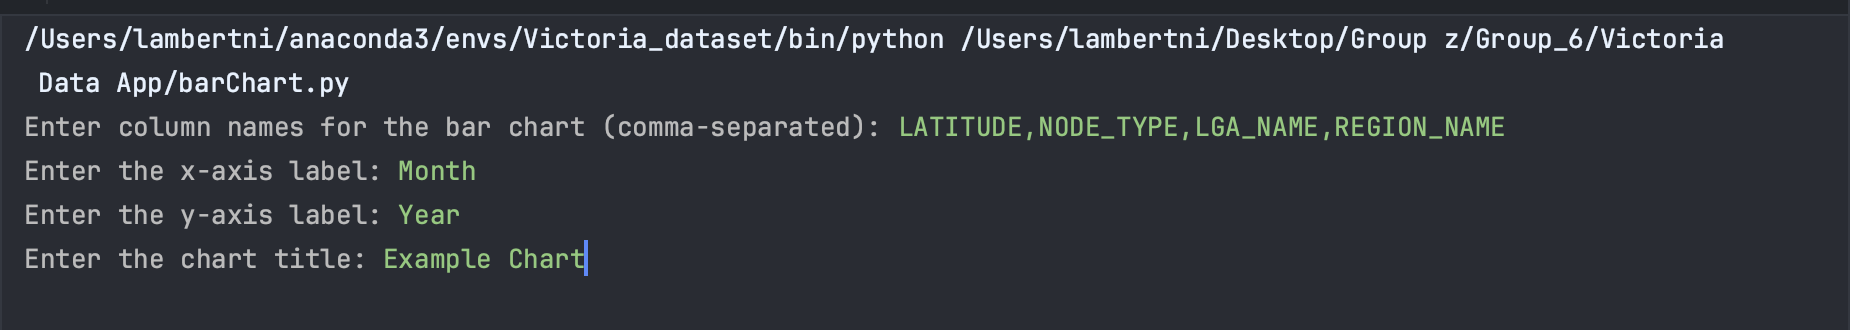 /Users/lambertni/anaconda3/envs/Victoria_dataset/bin/python /Users/lambertni/Desktop/Group z/Group_6/Victoria
Data App/barChart.py
Enter column names for the bar chart (comma-separated): LATITUDE,NODE_TYPE,LGA_NAME,REGION_NAME
Enter the x-axis label: Month
Enter the y-axis label: Year
Enter the chart title: Example Chart